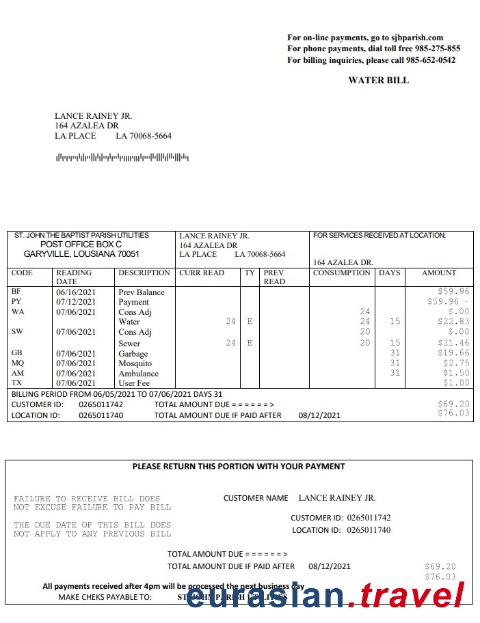 For on-line payments, go to sjbparish.com
For phone payments, dial toll free 985-275-855
For billing inquiries, please call 985-652-0542
WATER BILL
LANCE RAINEY JR.
164 AZALEA DR
LA PLACE LA 70068-5664
ST. JOHN THE BAPTIST PARISH UTILITIES
POST OFFICE BOX C
GARYVILLE, LOUSIANA 70051
LANCE RAINEY JR.
164 AZALEA DR
LA PLACE LA 70068-5664
FOR SERVICES RECEIVED AT LOCATION:
164 AZALEA DR.
CODE READING DATE DESCRIPTION CURR READ TY PREV READ CONSUMPTION DAYS AMOUNT
BF 06/16/2021 Prev Balance $59.96
PY 07/12/2021 Payment $59.96 -
WA 07/06/2021 Cons Adj 24 $.00
Water 24 E 24 15 $22.83
SW 07/06/2021 Cons Adj 20 $.00
Sewer 24 E 20 15 $21.46
GB 07/06/2021 Garbage 31 $19.66
MQ 07/06/2021 Mosquito 31 $2.75
AM 07/06/2021 Ambulance 31 $1.50
TX 07/06/2021 User Fee $1.00
BILLING PERIOD FROM 06/05/2021 TO 07/06/2021 DAYS 31
CUSTOMER ID: 0265011742 TOTAL AMOUNT DUE = = = = = = > $69.20
LOCATION ID: 0265011740 TOTAL AMOUNT DUE IF PAID AFTER 08/12/2021 $76.03
PLEASE RETURN THIS PORTION WITH YOUR PAYMENT
FAILURE TO RECEIVE BILL DOES
NOT EXCUSE FAILURE TO PAY BILL
CUSTOMER NAME LANCE RAINEY JR.
THE DUE DATE OF THIS BILL DOES
NOT APPLY TO ANY PREVIOUS BILL
CUSTOMER ID: 0265011742
LOCATION ID: 0265011740
TOTAL AMOUNT DUE = = = = = = >
TOTAL AMOUNT DUE IF PAID AFTER 08/12/2021 $69.20
$76.03
All payments received after 4pm will be processed the next business day
MAKE CHEKS PAYABLE TO: ST JOHN PARISH UTILITIES
eurasian.travel